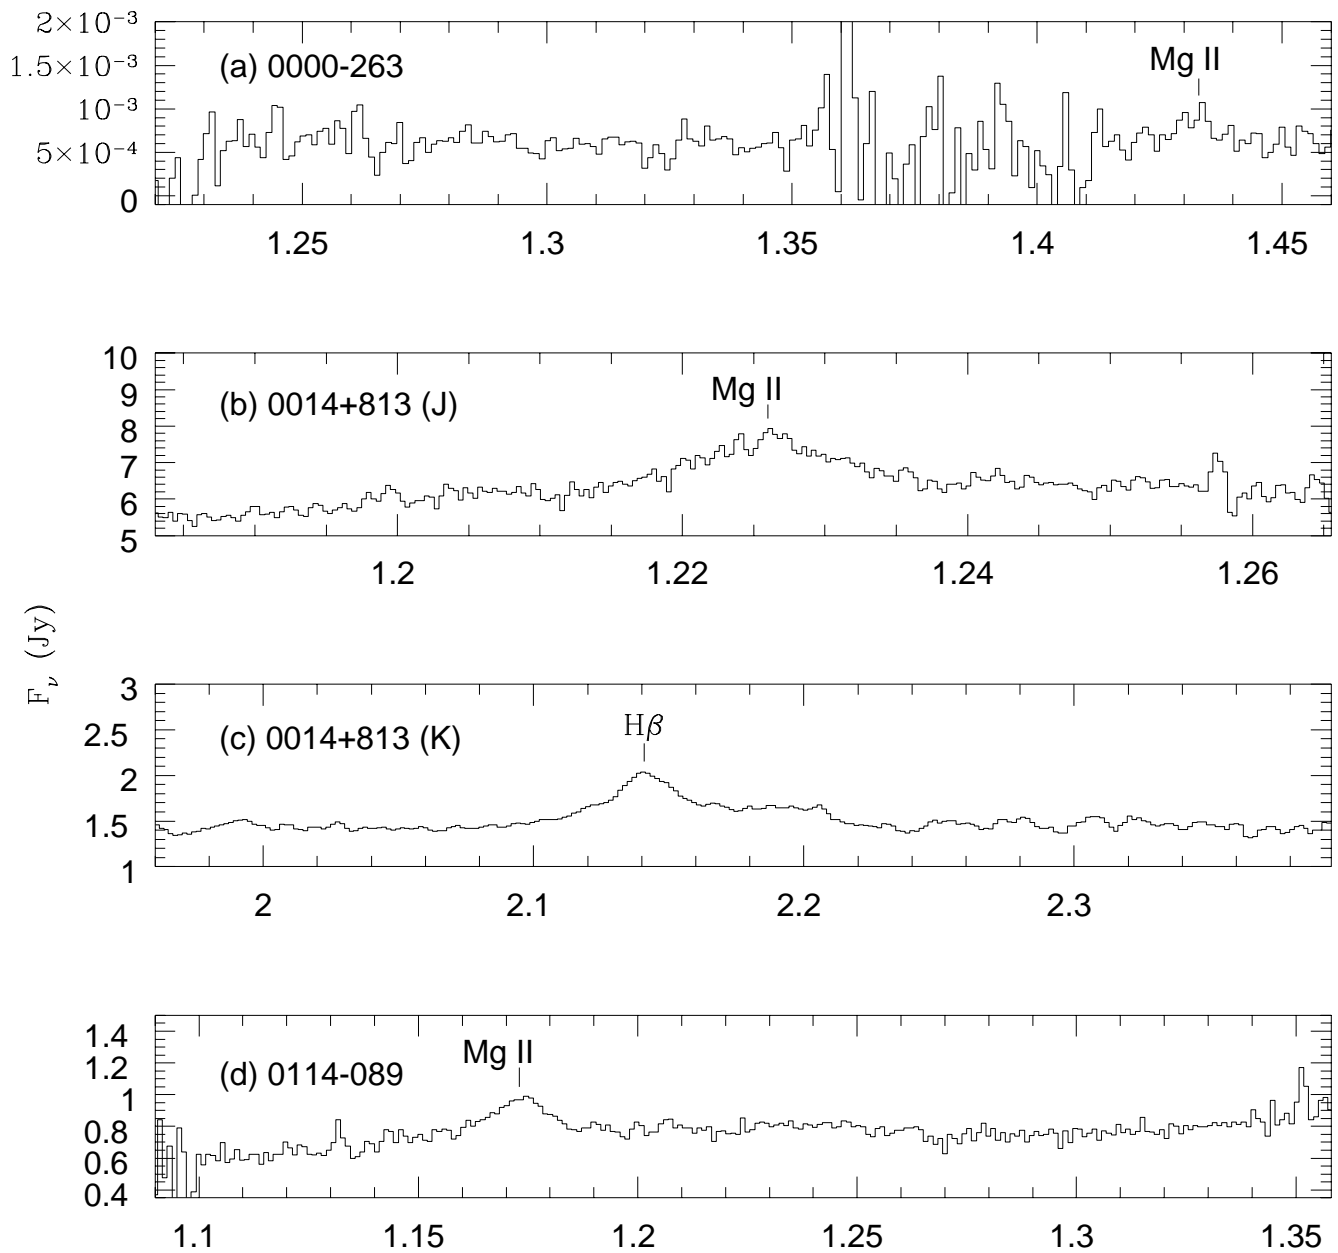 2×10⁻³
1.5×10⁻³
10⁻³
5×10⁻⁴
0
(a) 0000-263
Mg II
1.25 1.3 1.35 1.4 1.45
10
9
8
7
6
5
(b) 0014+813 (J)
Mg II
1.2 1.22 1.24 1.26
F_ν (Jy)
3
2.5
2
1.5
1
(c) 0014+813 (K)
Hβ
2 2.1 2.2 2.3
1.4
1.2
1
0.8
0.6
0.4
(d) 0114-089
Mg II
1.1 1.15 1.2 1.25 1.3 1.35